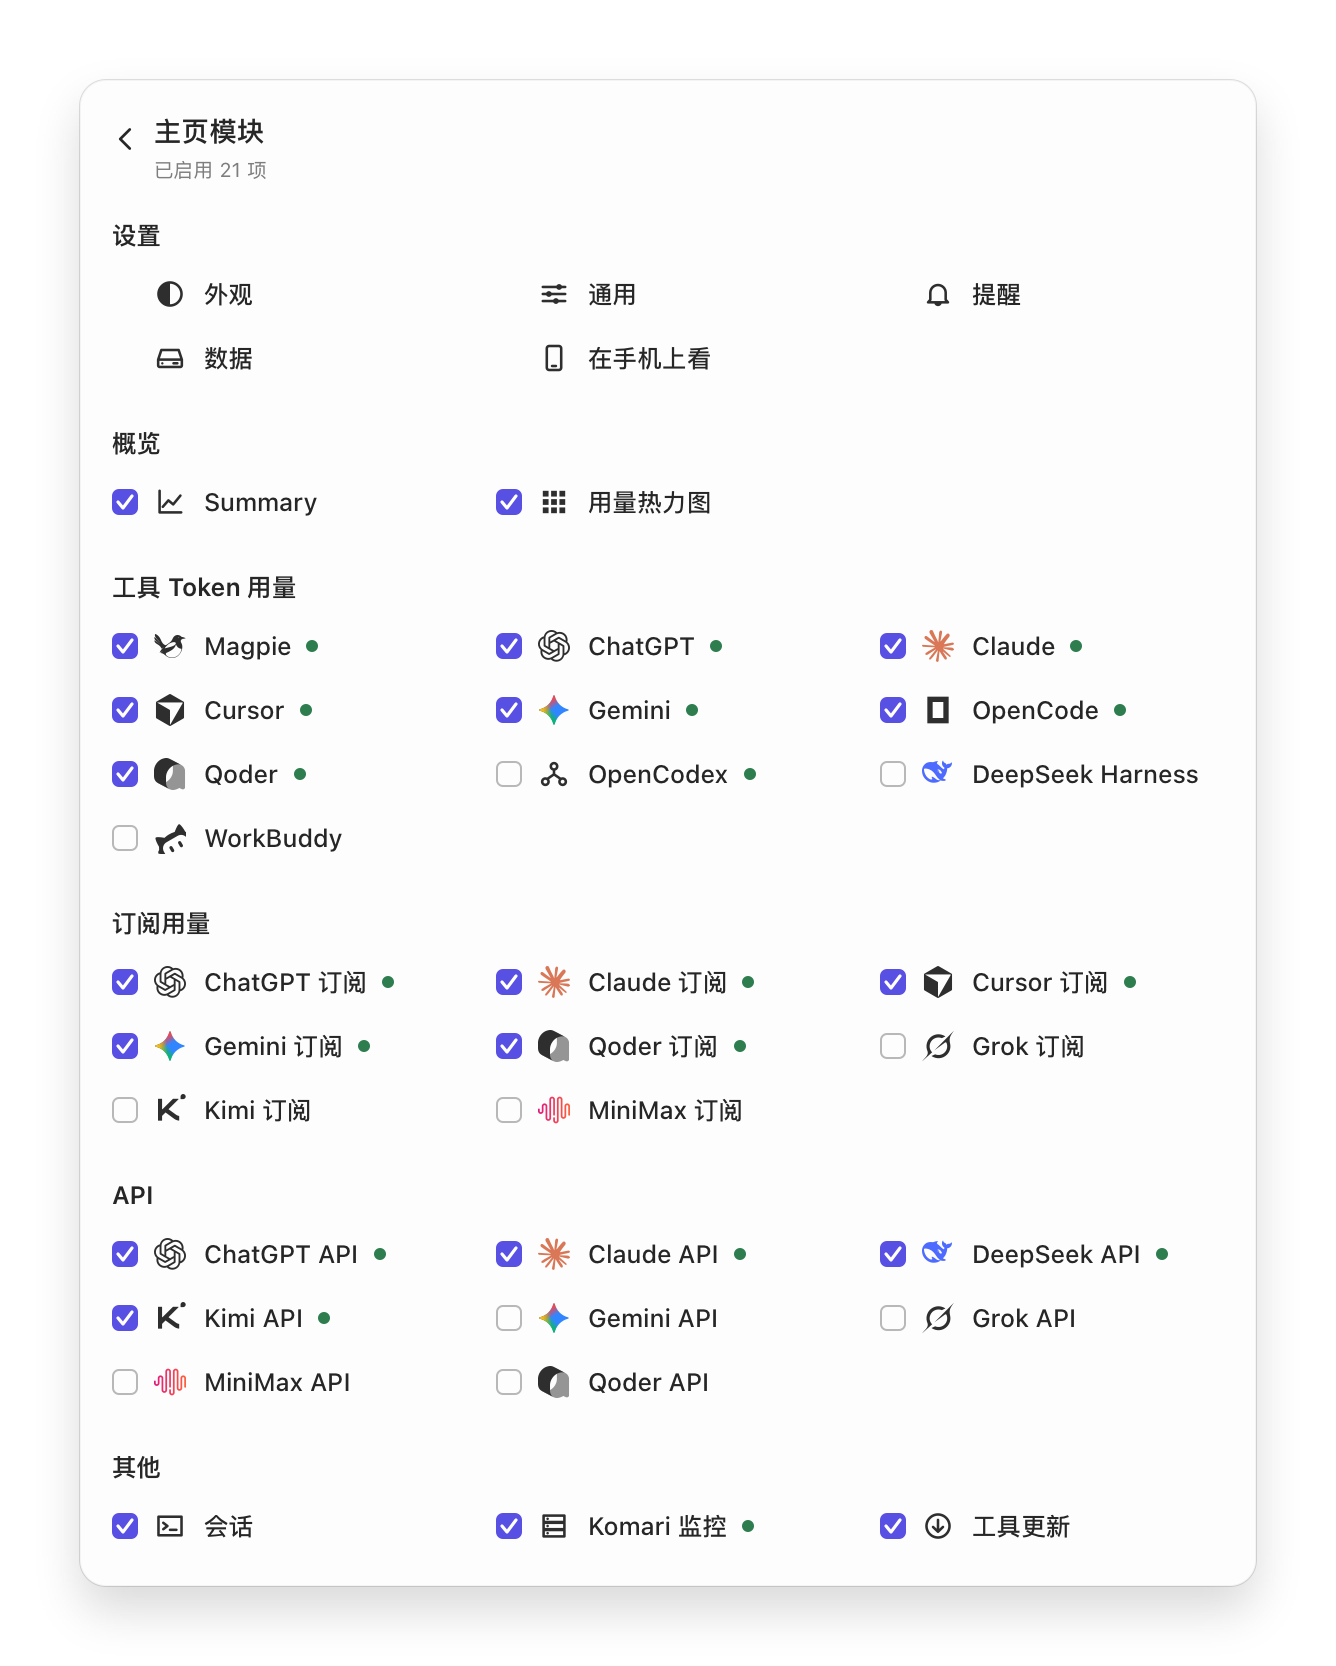 主页模块
已启用 21 项
设置
外观 通用 提醒
数据 在手机上看
概览
Summary 用量热力图
工具 Token 用量
Magpie ChatGPT Claude
Cursor Gemini OpenCode
Qoder OpenCodex DeepSeek Harness
WorkBuddy
订阅用量
ChatGPT 订阅 Claude 订阅 Cursor 订阅
Gemini 订阅 Qoder 订阅 Grok 订阅
Kimi 订阅 MiniMax 订阅
API
ChatGPT API Claude API DeepSeek API
Kimi API Gemini API Grok API
MiniMax API Qoder API
其他
会话 Komari 监控 工具更新